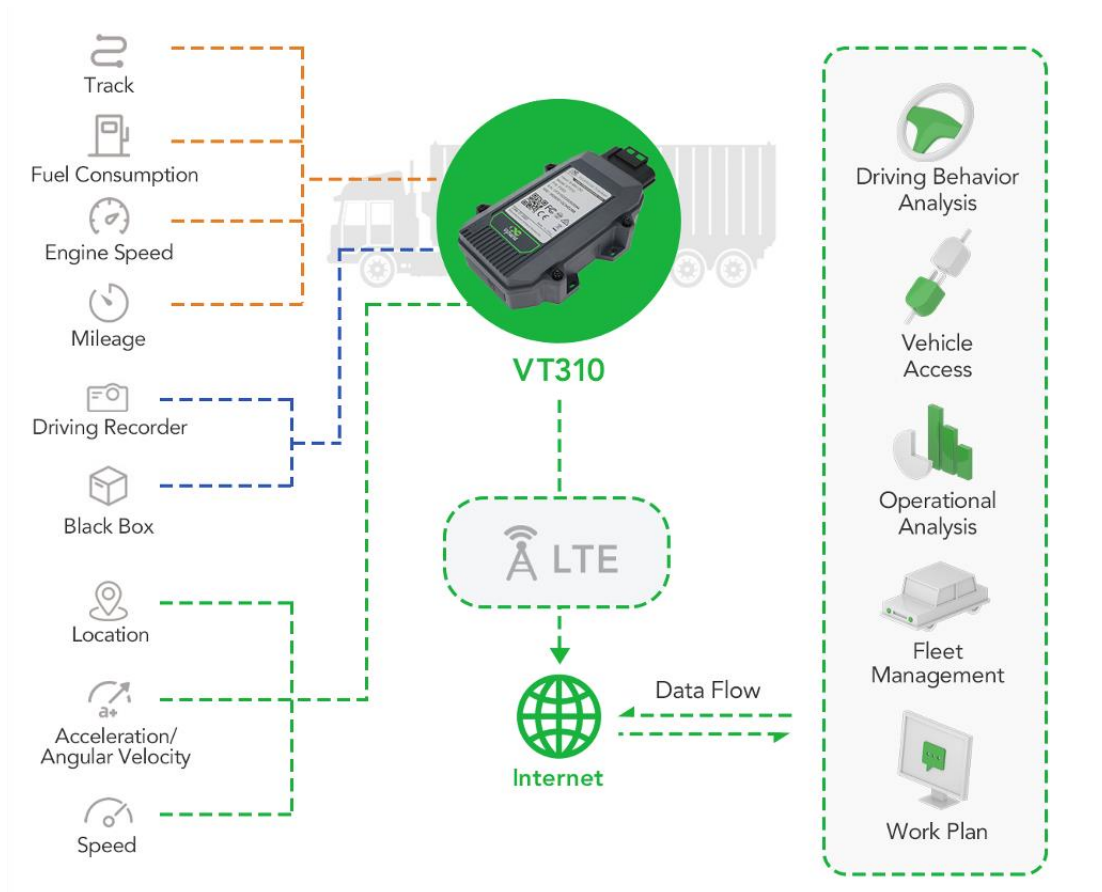 Track
Fuel Consumption
Engine Speed
Mileage
Driving Recorder
Black Box
Location
a+
Acceleration/
Angular Velocity
Speed
VT310
LTE
Internet
Data Flow
Driving Behavior
Analysis
Vehicle
Access
Operational
Analysis
Fleet
Management
Work Plan